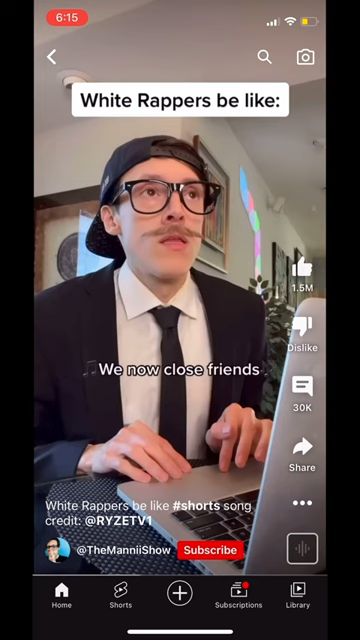 6:15
White Rappers be like:
1.5M
Dislike
🎵We now close friends🎵
30K
Share
White Rappers be like #shorts song
credit: @RYZETV1
@TheManniiShow Subscribe
Home Shorts Subscriptions Library